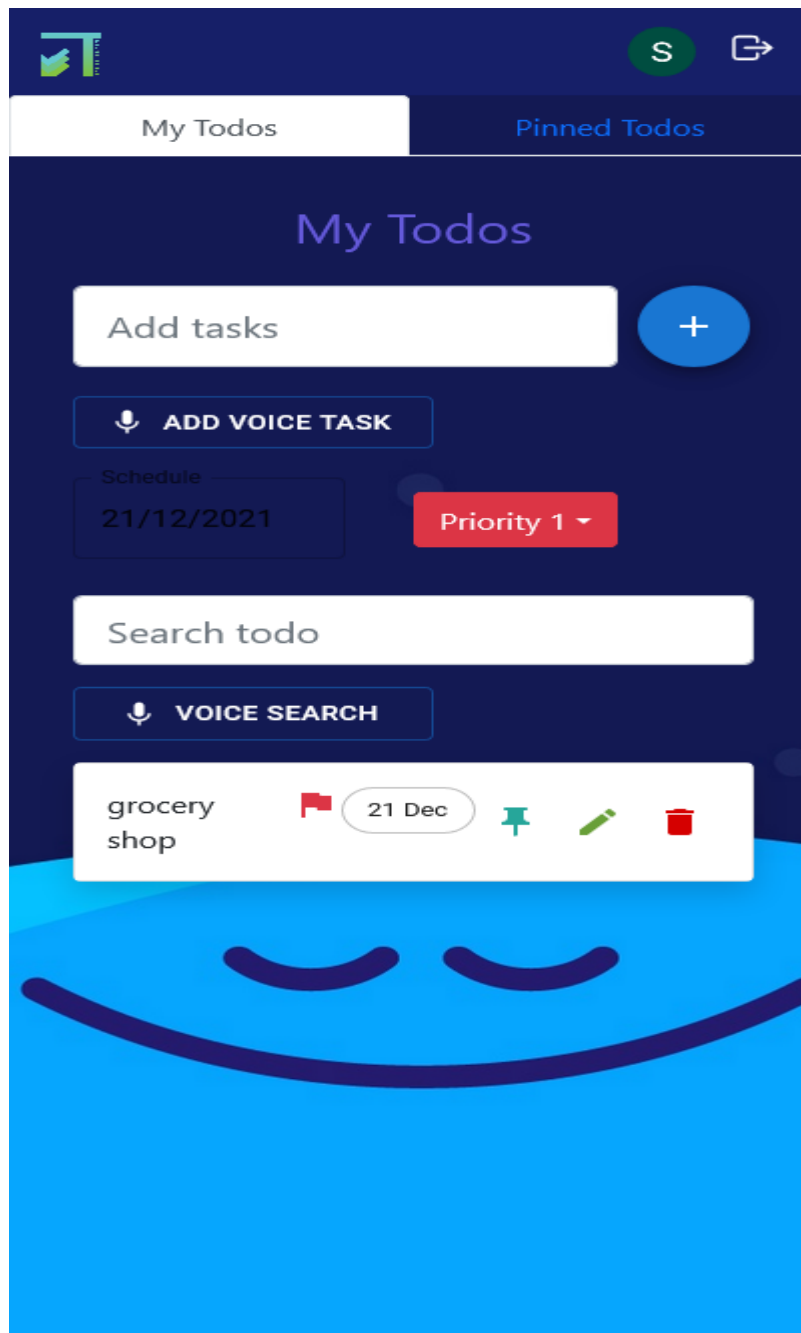 S
My Todos
Pinned Todos
My Todos
Add tasks
+
ADD VOICE TASK
Schedule
21/12/2021
Priority 1
Search todo
VOICE SEARCH
grocery
shop
21 Dec